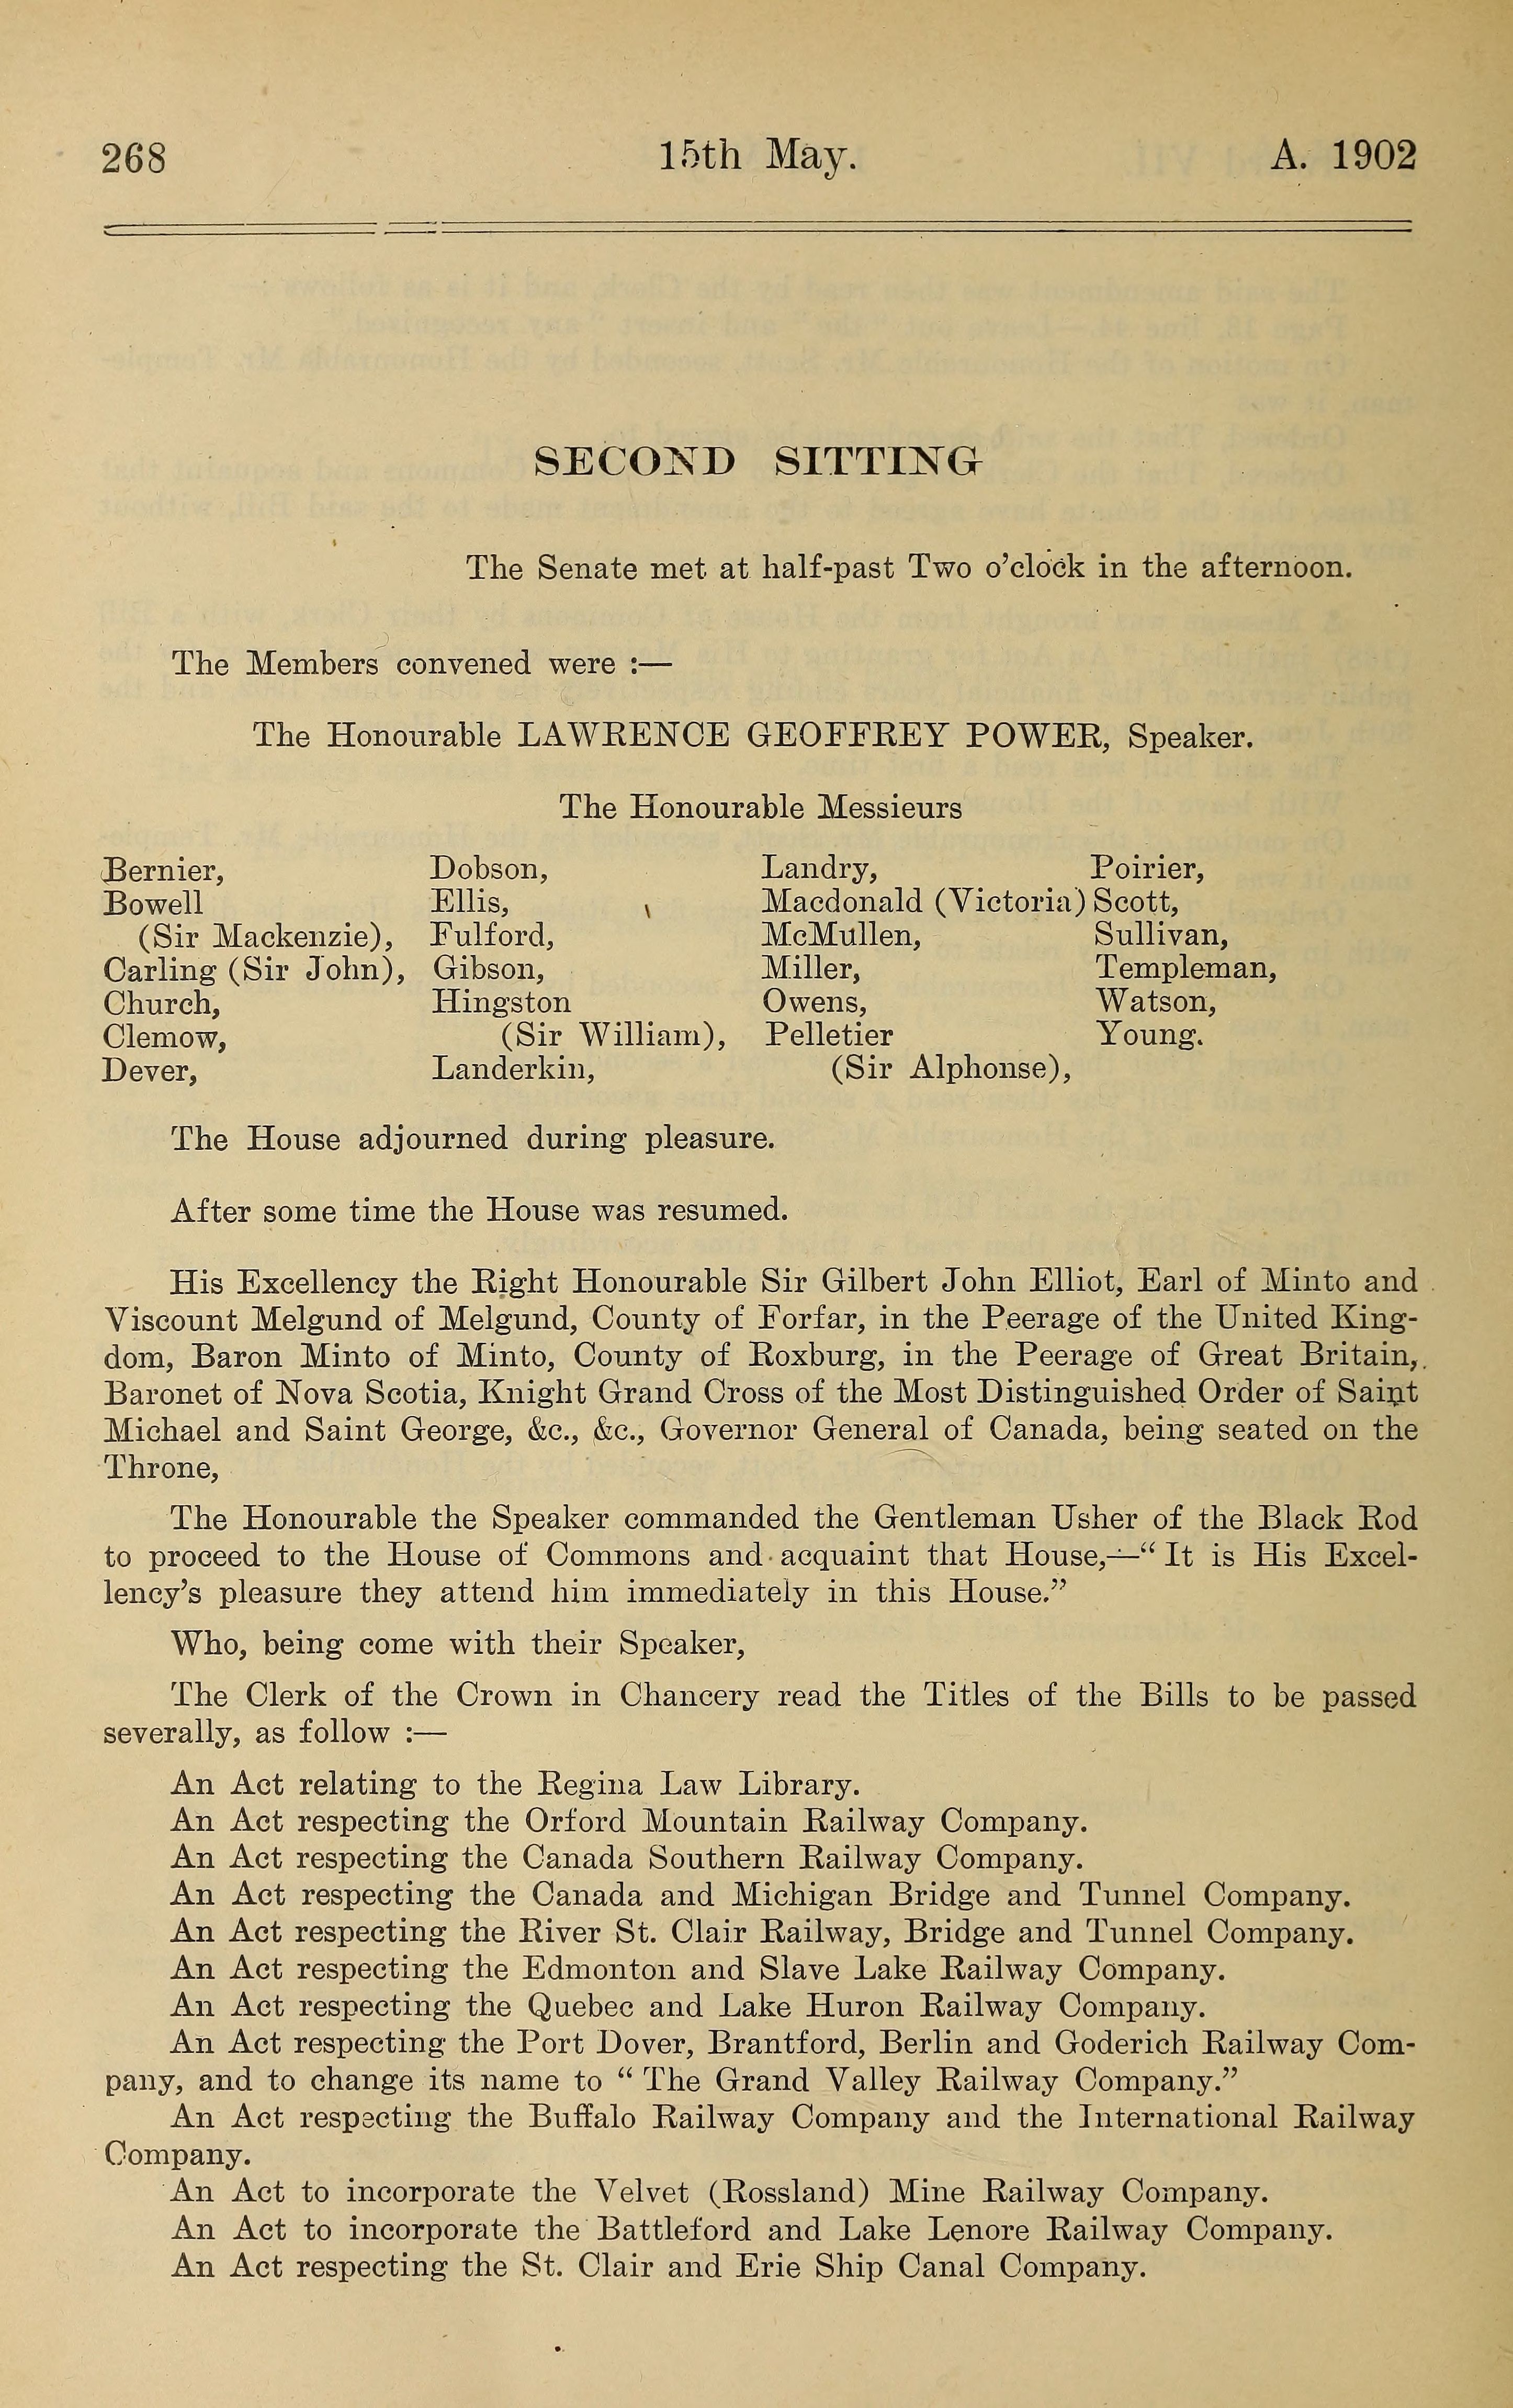 268 15th May. A. 1902
SECOND SITTING
The Senate met at half-past Two o'clock in the afternoon.
The Members convened were :—
The Honourable LAWRENCE GEOFFREY POWER, Speaker.
The Honourable Messieurs
Bernier,
Bowell
(Sir Mackenzie),
Carling (Sir John),
Church,
Clemow,
Dever,
Dobson,
Ellis,
Fulford,
Gibson,
Hingston
(Sir William),
Landerkin,
Landry,
Macdonald (Victoria)
McMullen,
Miller,
Owens,
Pelletier
(Sir Alphonse),
Poirier,
Scott,
Sullivan,
Templeman,
Watson,
Young.
The House adjourned during pleasure.
After some time the House was resumed.
His Excellency the Right Honourable Sir Gilbert John Elliot, Earl of Minto and
Viscount Melgund of Melgund, County of Forfar, in the Peerage of the United King-
dom, Baron Minto of Minto, County of Roxburg, in the Peerage of Great Britain,
Baronet of Nova Scotia, Knight Grand Cross of the Most Distinguished Order of Saint
Michael and Saint George, &c., &c., Governor General of Canada, being seated on the
Throne,
The Honourable the Speaker commanded the Gentleman Usher of the Black Rod
to proceed to the House of Commons and acquaint that House,—“ It is His Excel-
lency's pleasure they attend him immediately in this House.”
Who, being come with their Speaker,
The Clerk of the Crown in Chancery read the Titles of the Bills to be passed
severally, as follow :—
An Act relating to the Regina Law Library.
An Act respecting the Orford Mountain Railway Company.
An Act respecting the Canada Southern Railway Company.
An Act respecting the Canada and Michigan Bridge and Tunnel Company.
An Act respecting the River St. Clair Railway, Bridge and Tunnel Company.
An Act respecting the Edmonton and Slave Lake Railway Company.
An Act respecting the Quebec and Lake Huron Railway Company.
An Act respecting the Port Dover, Brantford, Berlin and Goderich Railway Com-
pany, and to change its name to “ The Grand Valley Railway Company.”
An Act respecting the Buffalo Railway Company and the International Railway
Company.
An Act to incorporate the Velvet (Rossland) Mine Railway Company.
An Act to incorporate the Battleford and Lake Lenore Railway Company.
An Act respecting the St. Clair and Erie Ship Canal Company.